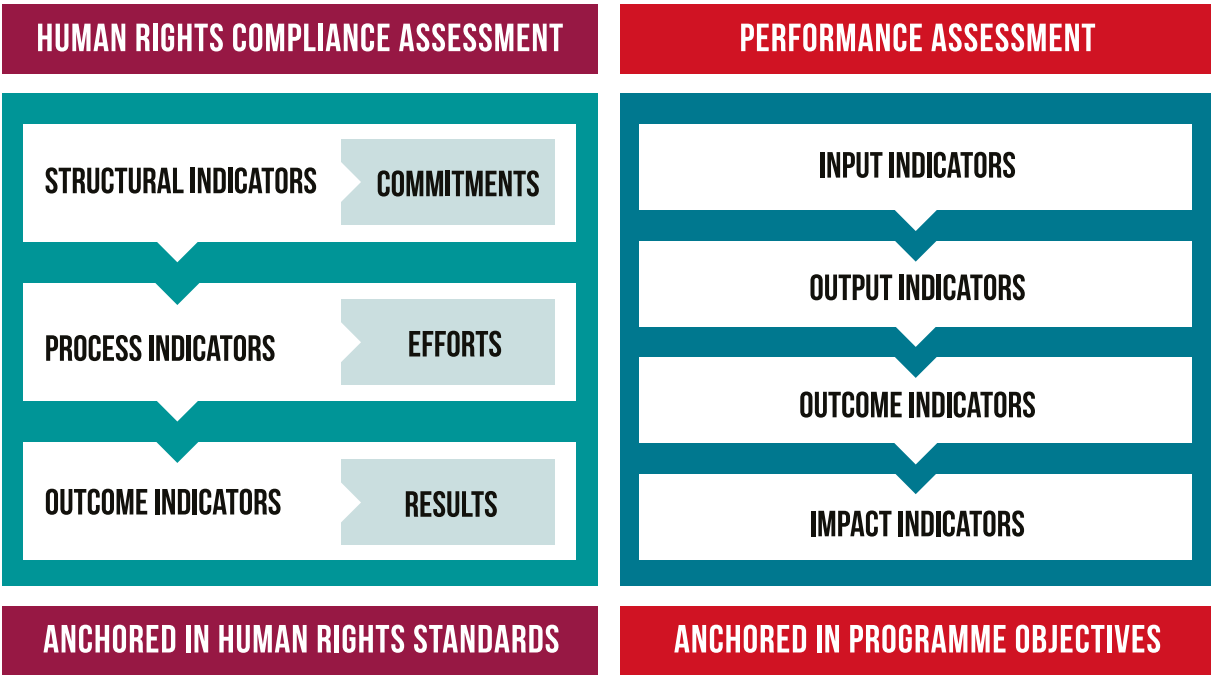 HUMAN RIGHTS COMPLIANCE ASSESSMENT
STRUCTURAL INDICATORS
COMMITMENTS
PROCESS INDICATORS
EFFORTS
OUTCOME INDICATORS
RESULTS
ANCHORED IN HUMAN RIGHTS STANDARDS
PERFORMANCE ASSESSMENT
INPUT INDICATORS
OUTPUT INDICATORS
OUTCOME INDICATORS
IMPACT INDICATORS
ANCHORED IN PROGRAMME OBJECTIVES